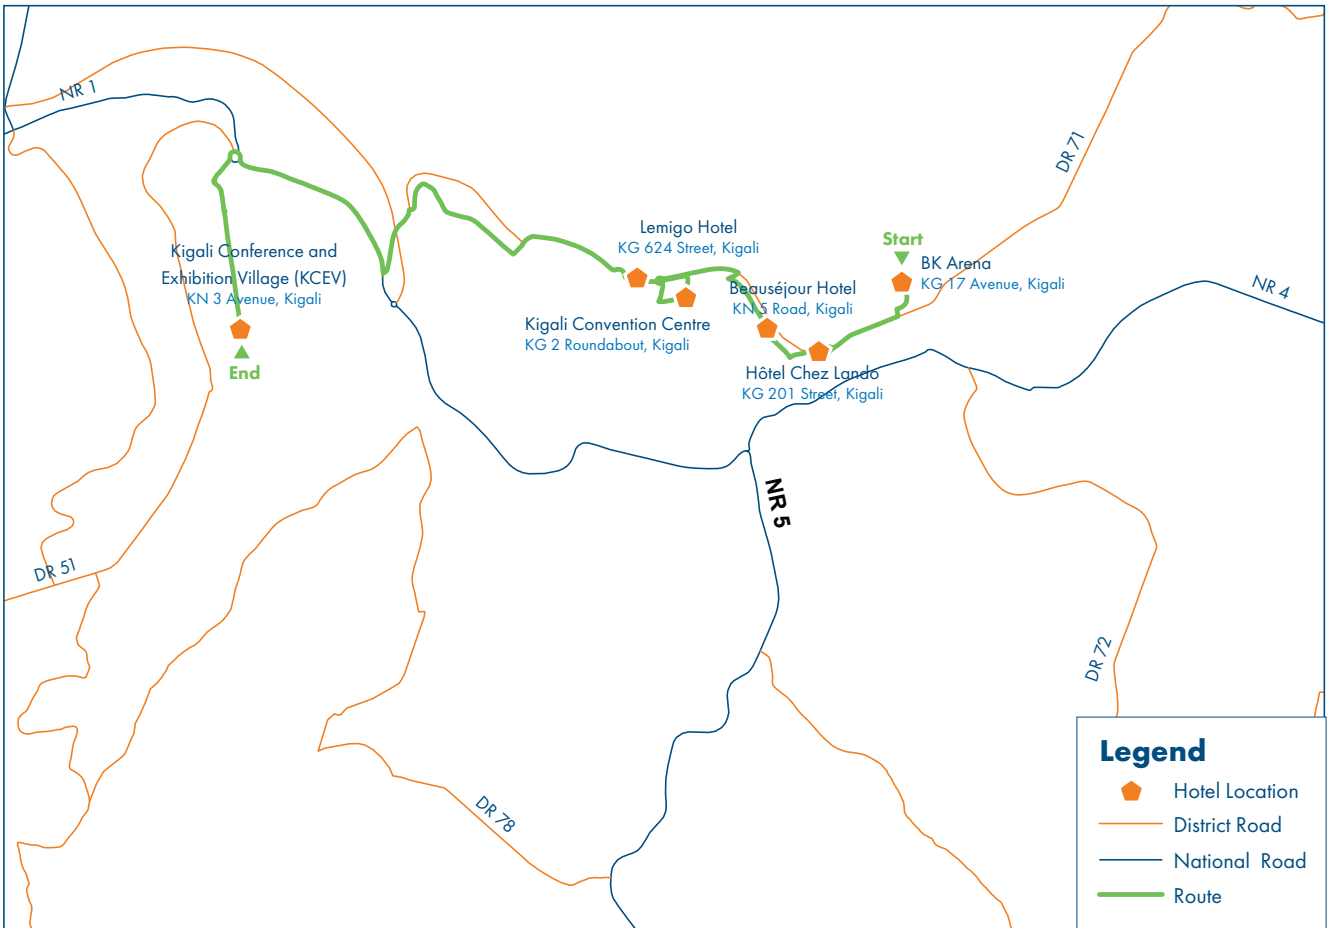 NR 1
DR 71
Lemigo Hotel
KG 624 Street, Kigali
Start
BK Arena
KG 17 Avenue, Kigali
Kigali Conference and
Exhibition Village (KCEV)
KN 3 Avenue, Kigali
End
Beauséjour Hotel
KN 5 Road, Kigali
NR 4
Kigali Convention Centre
KG 2 Roundabout, Kigali
Hôtel Chez Lando
KG 201 Street, Kigali
NR 5
DR 51
DR 72
DR 78
Legend
Hotel Location
District Road
National Road
Route